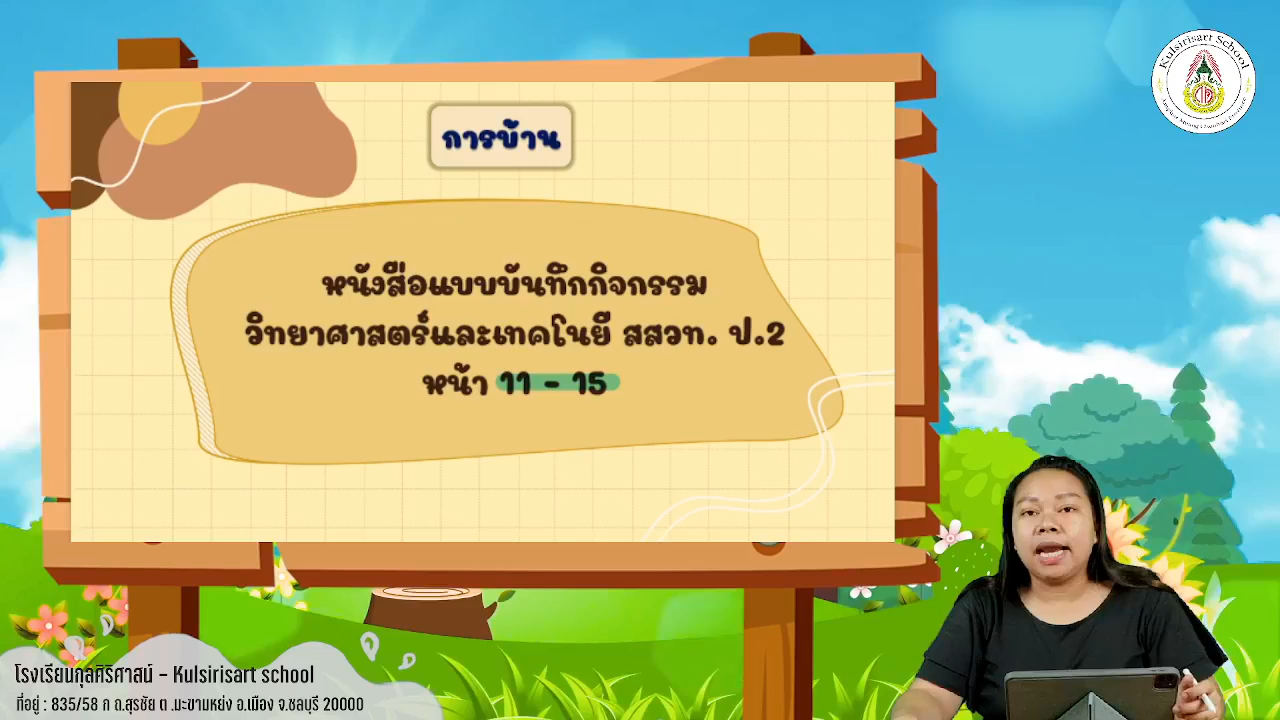 การบ้าน
หนังสือแบบบันทึกกิจกรรม
วิทยาศาสตร์และเทคโนยี สสวท. ป.2
หน้า 11 - 15
Kulsirisart School
โรงเรียนกุลศิริศาสน์ - Kulsirisart school
ที่อยู่ : 835/58 ก ถ.สุรชัย ต .มะขามหย่ง อ.เมือง จ.ชลบุรี 20000